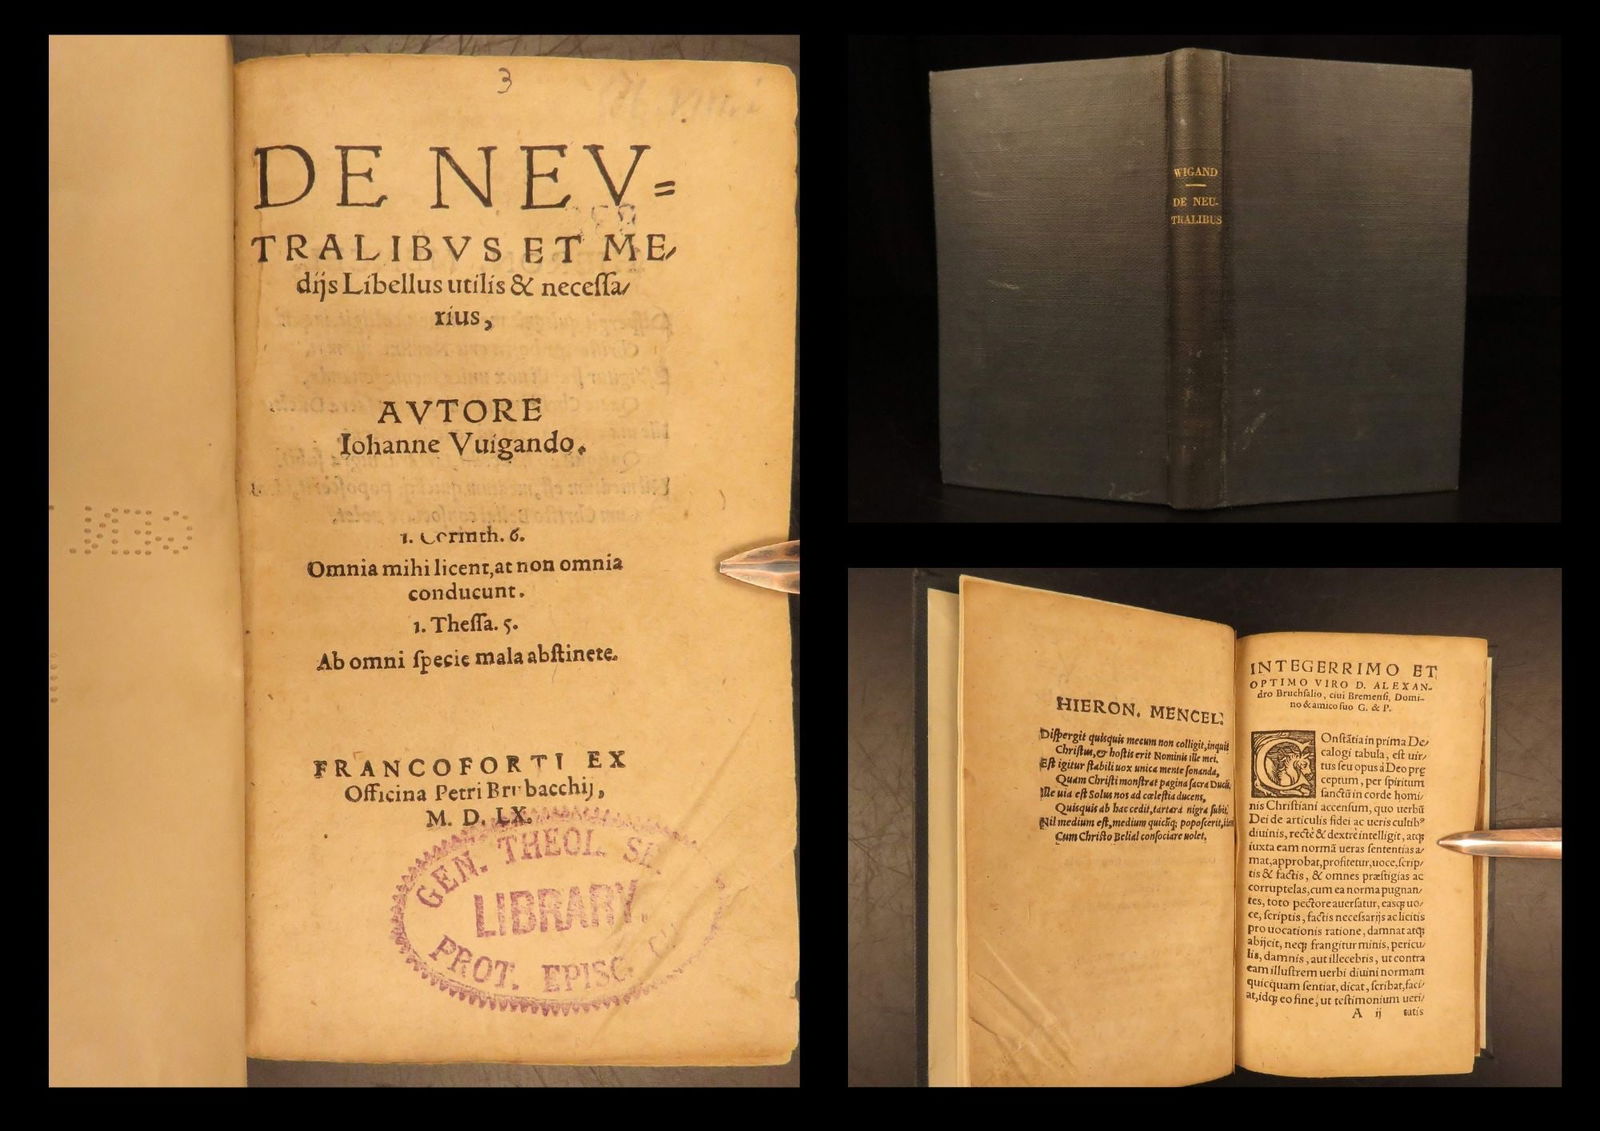 3
DE NEV=
TRALIBVS ET ME/
dijs Libellus utilis & necessa/
rius,
AVTORE
Iohanne Vuigando.
1. Corinth. 6.
Omnia mihi licent, at non omnia
conducunt.
1. Thessa. 5.
Ab omni specie mala abstinete.
FRANCOFORTI EX
Officina Petri Brubacchij,
M. D. LX.
GEN. THEOL. SE
LIBRARY.
PROT. EPISC.
WIGAND
DE NEU-
TRALIBUS
HIERON. MENCEL:
Dispergit quisquis mecum non colligit, inquit
Christus, & hostis erit Nominis ille mei.
Est igitur stabili uox unica mente sonanda,
Quam Christi monstrat pagina sacra Ducis.
Ille uia est Solus nos ad cœlestia ducens,
Quisquis ab hac cedit, tartara nigra subit.
Nil medium est, medium quicūq; poposcerit,
Cum Christo Belial consociare uolet.
INTEGERRIMO ET
OPTIMO VIRO D. ALEXAN-
dro Bruchsalio, ciui Bremensi, Domi-
no & amico suo G. & P.
COnstātia in prima De/
calogi tabula, est uir/
tus seu opus à Deo præ
ceptum, per spiritum
sanctū in corde homi/
nis Christiani accensum, quo uerbū
Dei de articulis fidei ac ueris cultibꝰ
diuinis, rectè & dextrè intelligit, atq;
iuxta eam normā ueras sententias a/
mat, approbat, profitetur, uoce, scrip/
tis & factis, & omnes præstigias ac
corruptelas, cum ea norma pugnan/
tes, toto pectore auersatur, easq; uo/
ce, scriptis, factis necessarijs ac licitis
pro uocationis ratione, damnat atq;
abijcit, neq; frangitur minis, pericu/
lis, damnis, aut illecebris, ut contra
eam illustrem uerbi diuini normam
quicquam sentiat, dicat, scribat, faci/
at, idq; eo fine, ut testimonium ueri/
A ij tatis